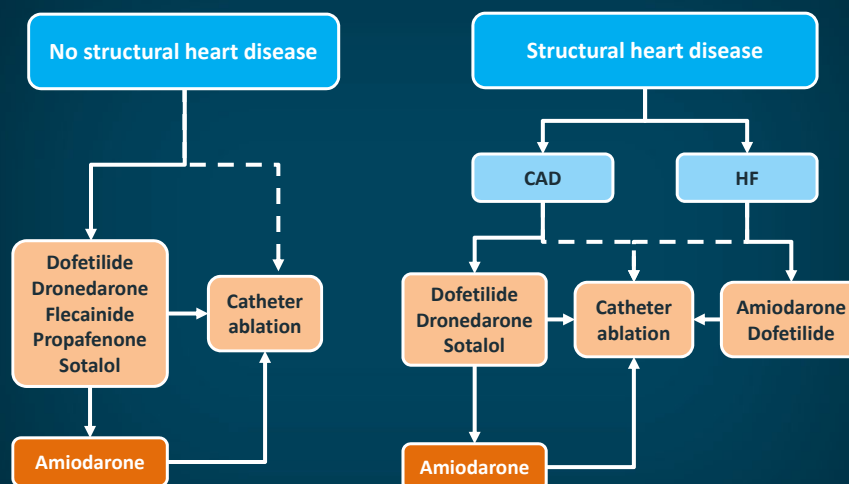 No structural heart disease
Dofetilide
Dronedarone
Flecainide
Propafenone
Sotalol
Catheter
ablation
Amiodarone
Structural heart disease
CAD
HF
Dofetilide
Dronedarone
Sotalol
Catheter
ablation
Amiodarone
Dofetilide
Amiodarone